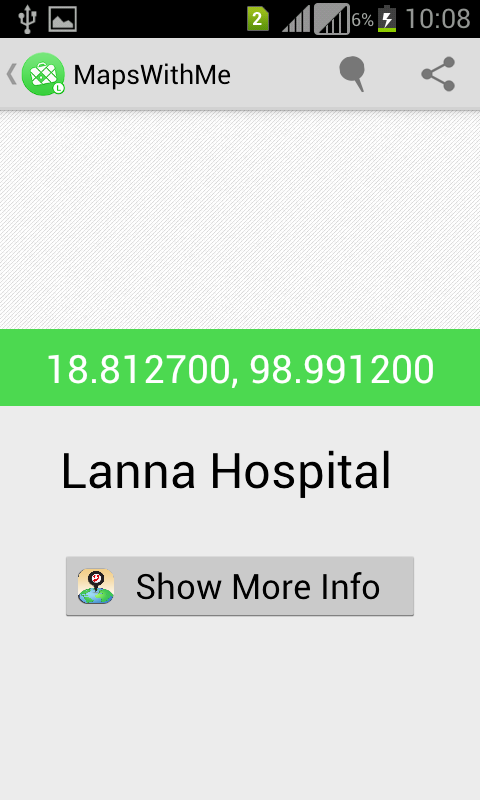 2 6% 10:08
MapsWithMe
18.812700, 98.991200
Lanna Hospital
Show More Info